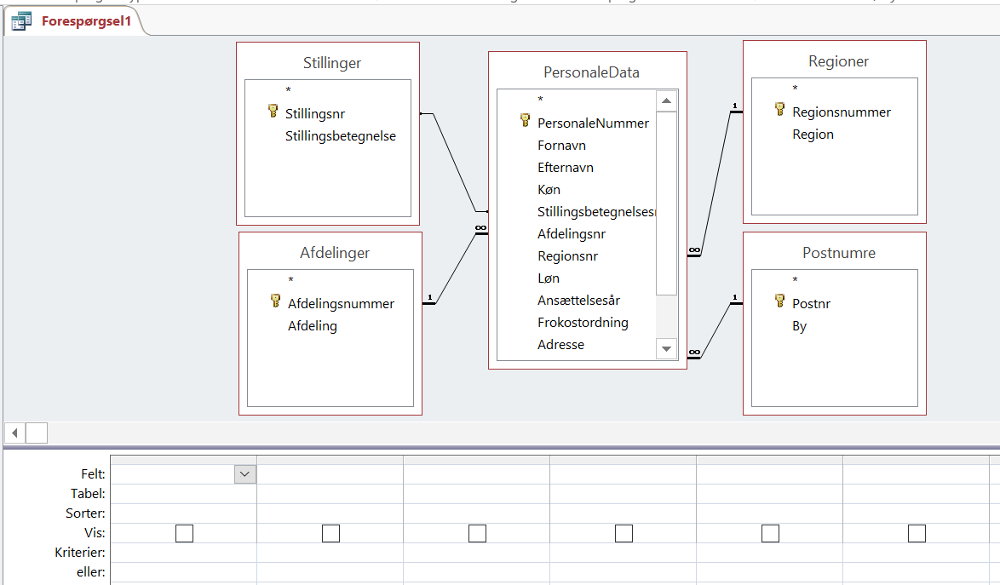 Forespørgsel1
Stillinger
*
Stillingsnr
Stillingsbetegnelse
Afdelinger
*
Afdelingsnummer
Afdeling
PersonaleData
*
PersonaleNummer
Fornavn
Efternavn
Køn
Stillingsbetegnelsesn
Afdelingsnr
Regionsnr
Løn
Ansættelsesår
Frokostordning
Adresse
Regioner
*
Regionsnummer
Region
Postnumre
*
Postnr
By
∞
1
1
∞
1
∞
Felt:
Tabel:
Sorter:
Vis:
Kriterier:
eller: